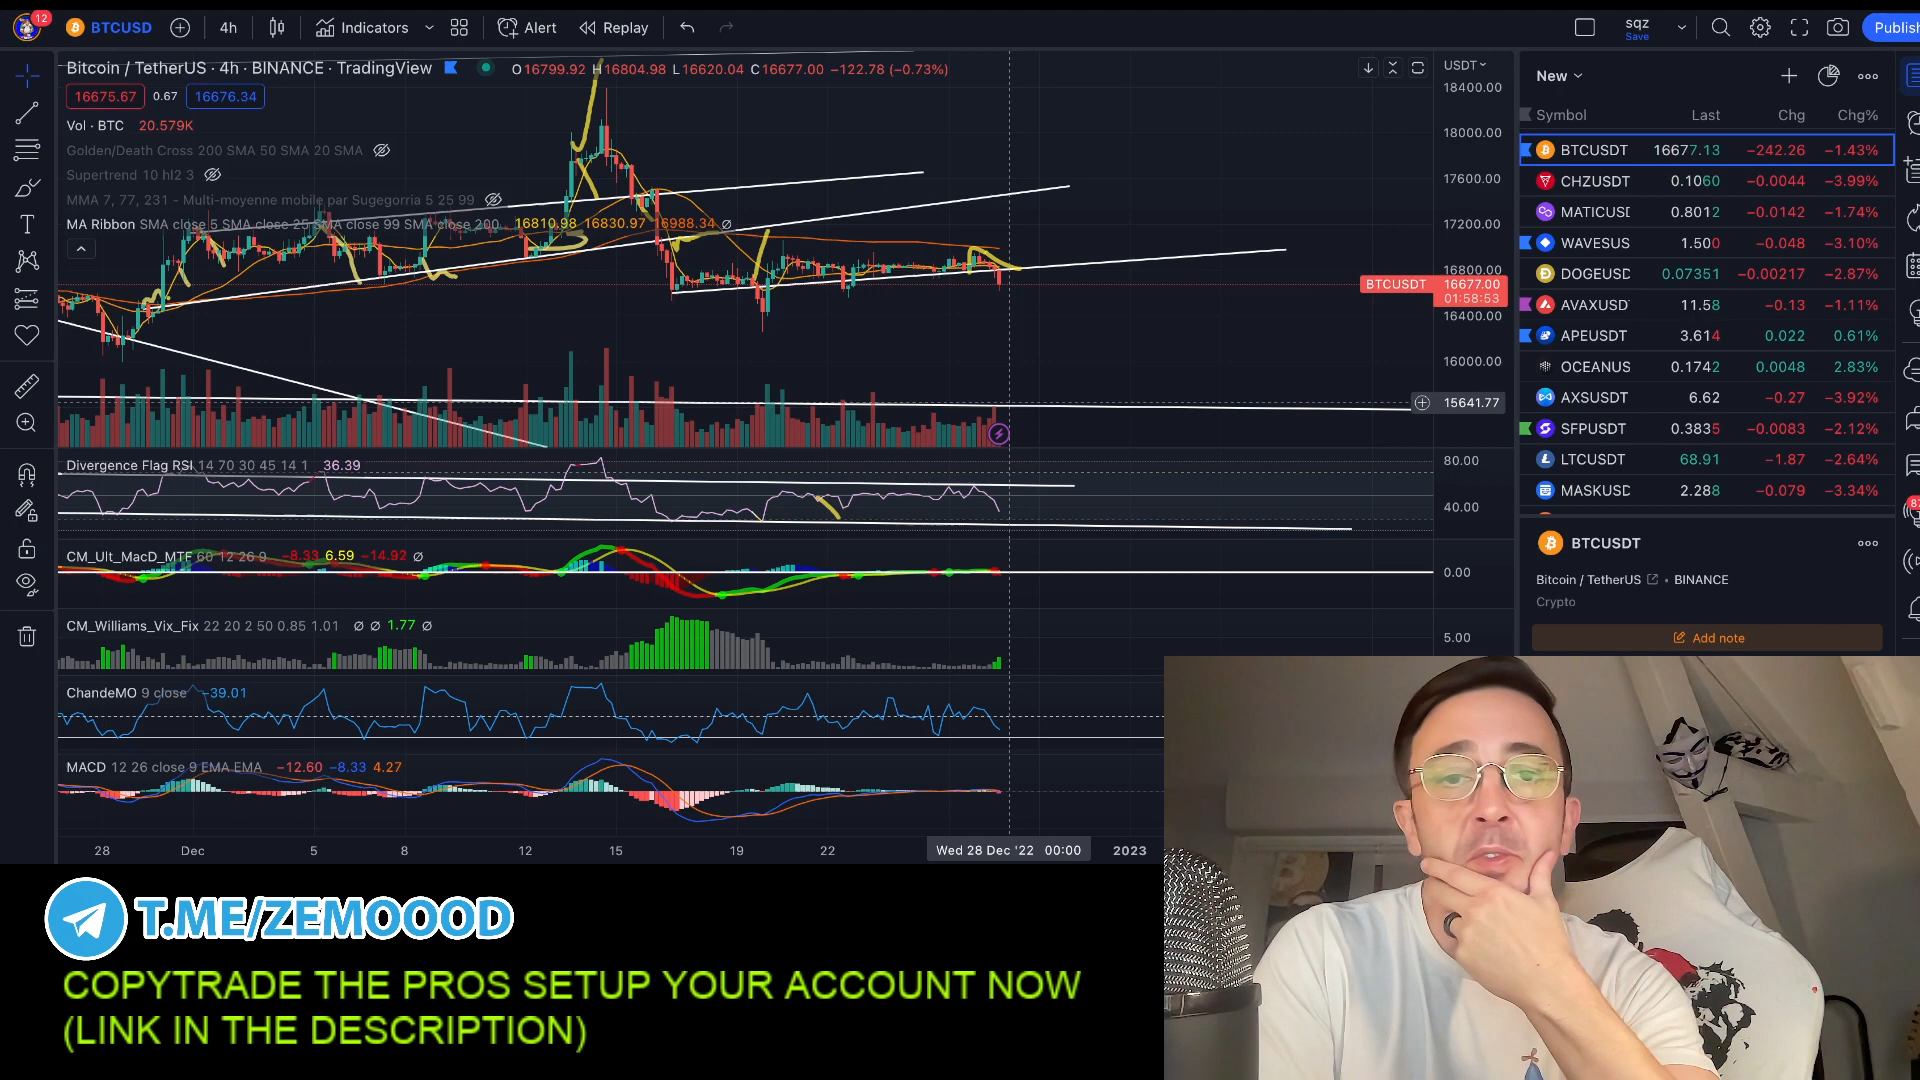 12
BTCUSD
4h
Indicators
Alert
Replay
sqz
Save
Publish
Bitcoin / TetherUS · 4h · BINANCE · TradingView
O16799.92 H16804.98 L16620.04 C16677.00 −122.78 (−0.73%)
USDT
16675.67 0.67 16676.34
Vol · BTC 20.579K
Golden/Death Cross 200 SMA 50 SMA 20 SMA
Supertrend 10 hl2 3
MMA 7, 77, 231 - Multi-moyenne mobile par Sugegorria 5 25 99
MA Ribbon SMA close 5 SMA close 25 SMA close 99 SMA close 200 16810.98 16830.97 16988.34 ∅
18400.00
18000.00
17600.00
17200.00
16800.00
BTCUSDT 16677.00
01:58:53
16400.00
16000.00
15641.77
Divergence Flag RSI 14 70 30 45 14 1 36.39
80.00
40.00
CM_Ult_MacD_MTF 60 12 26 9 −8.33 6.59 −14.92 ∅
0.00
CM_Williams_Vix_Fix 22 20 2 50 0.85 1.01 ∅ ∅ 1.77 ∅
5.00
ChandeMO 9 close −39.01
MACD 12 26 close 9 EMA EMA −12.60 −8.33 4.27
28 Dec 5 8 12 15 19 22 Wed 28 Dec '22 00:00 2023
New
Symbol Last Chg Chg%
BTCUSDT 16677.13 −242.26 −1.43%
CHZUSDT 0.1060 −0.0044 −3.99%
MATICUSD 0.8012 −0.0142 −1.74%
WAVESUS 1.500 −0.048 −3.10%
DOGEUSD 0.07351 −0.00217 −2.87%
AVAXUSD 11.58 −0.13 −1.11%
APEUSDT 3.614 0.022 0.61%
OCEANUS 0.1742 0.0048 2.83%
AXSUSDT 6.62 −0.27 −3.92%
SFPUSDT 0.3835 −0.0083 −2.12%
LTCUSDT 68.91 −1.87 −2.64%
MASKUSD 2.288 −0.079 −3.34%
BTCUSDT
Bitcoin / TetherUS • BINANCE
Crypto
Add note
T.ME/ZEMOOOD
COPYTRADE THE PROS SETUP YOUR ACCOUNT NOW
(LINK IN THE DESCRIPTION)